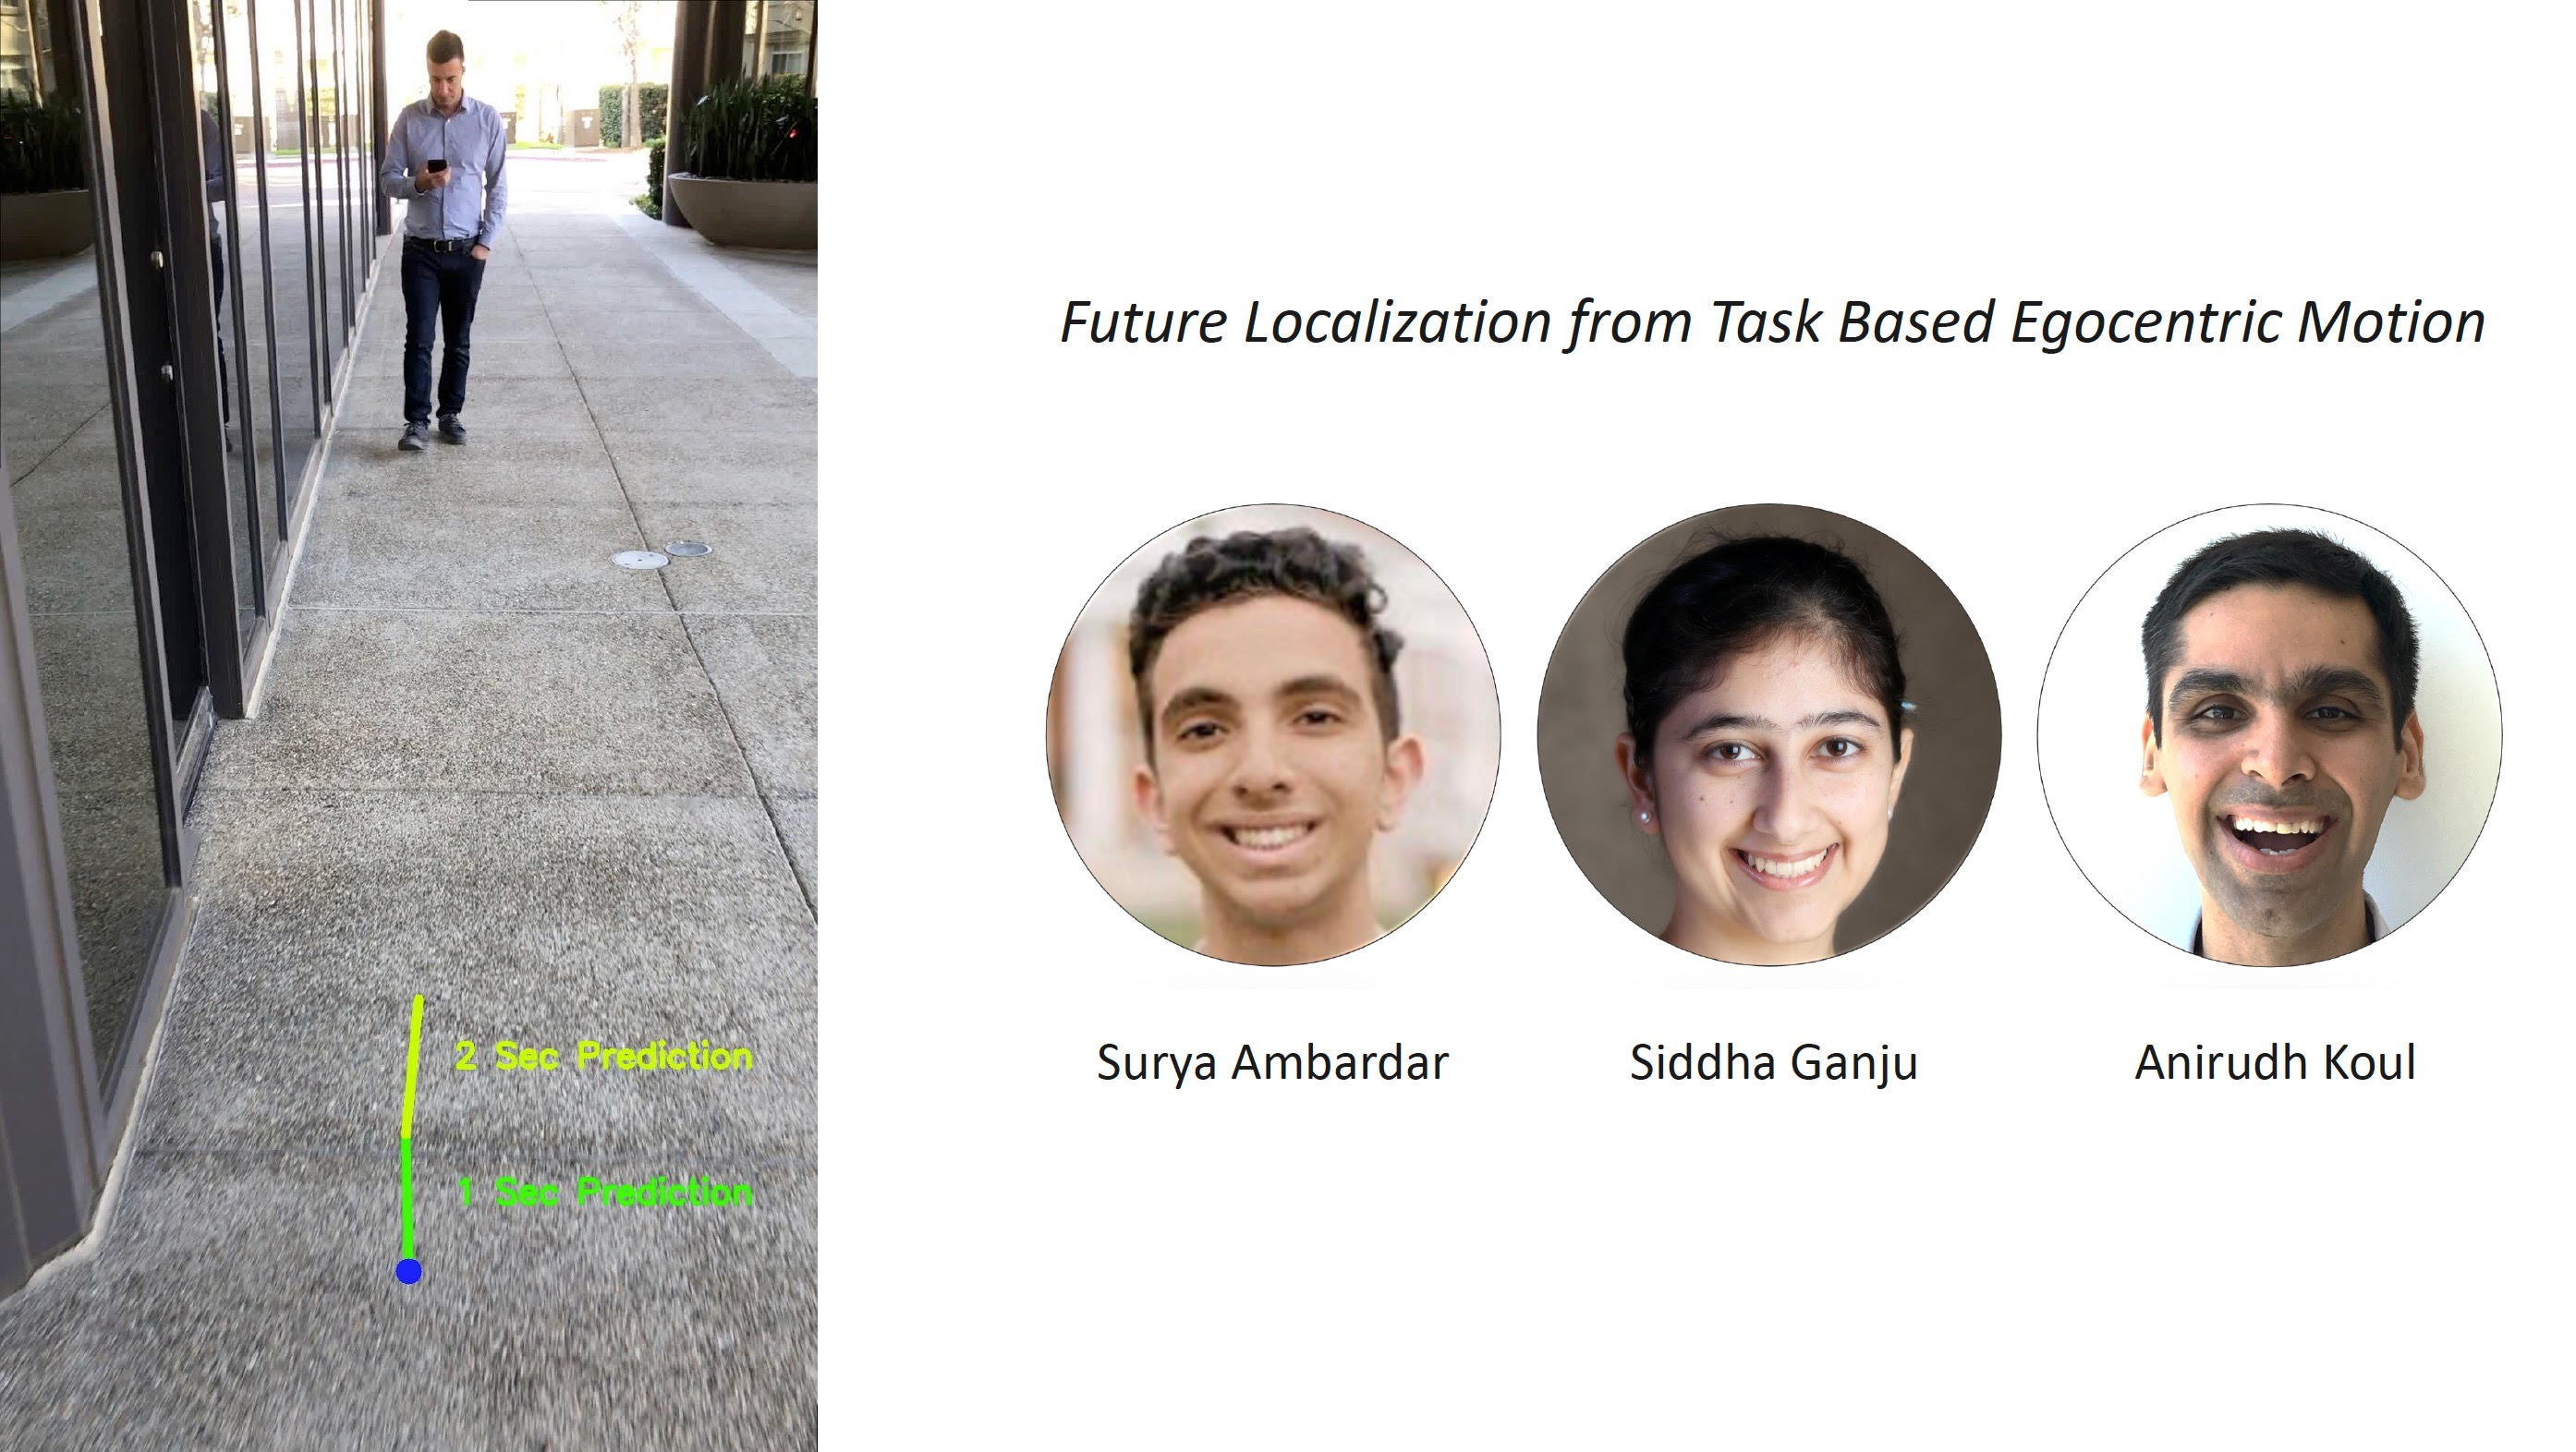 Future Localization from Task Based Egocentric Motion
Surya Ambardar
Siddha Ganju
Anirudh Koul
2 Sec Prediction
1 Sec Prediction